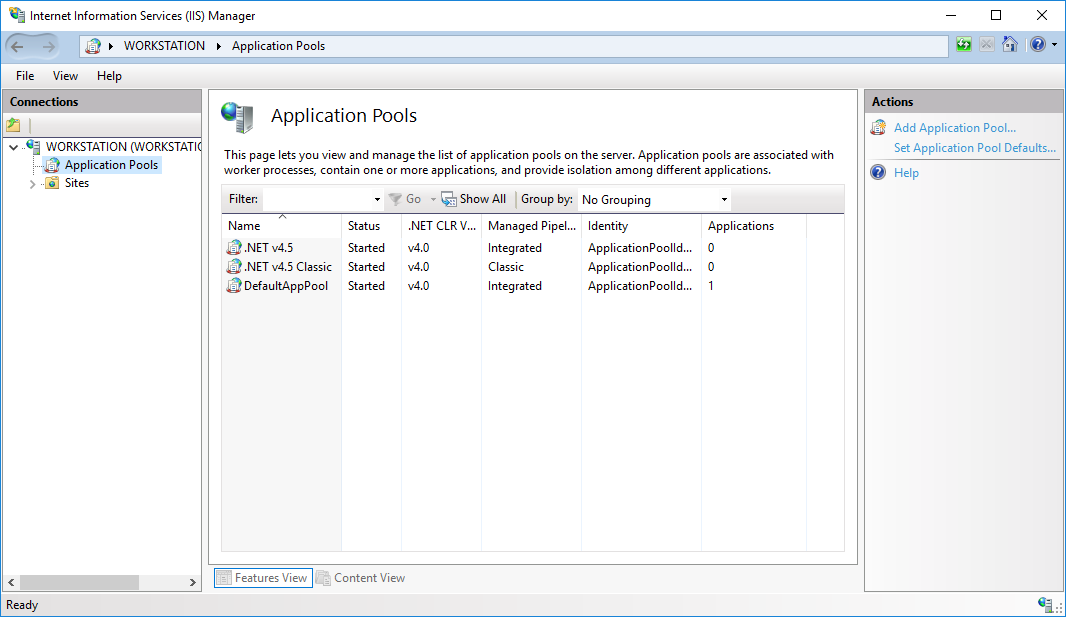 Internet Information Services (IIS) Manager
WORKSTATION Application Pools
File View Help
Connections
WORKSTATION (WORKSTATIO
Application Pools
Sites
Application Pools
This page lets you view and manage the list of application pools on the server. Application pools are associated with
worker processes, contain one or more applications, and provide isolation among different applications.
Filter: Go Show All Group by: No Grouping
Name Status .NET CLR V... Managed Pipel... Identity Applications
.NET v4.5 Started v4.0 Integrated ApplicationPoolId... 0
.NET v4.5 Classic Started v4.0 Classic ApplicationPoolId... 0
DefaultAppPool Started v4.0 Integrated ApplicationPoolId... 1
Features View Content View
Actions
Add Application Pool...
Set Application Pool Defaults...
Help
Ready